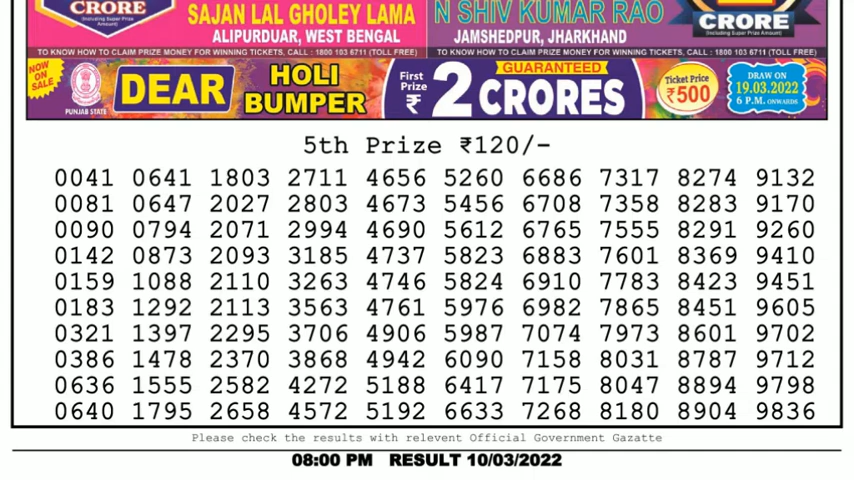 CRORE
(Including Super Prize Amount)
SAJAN LAL GHOLEY LAMA
ALIPURDUAR, WEST BENGAL
N SHIV KUMAR RAO
JAMSHEDPUR, JHARKHAND
CRORE
(Including Super Prize Amount)
TO KNOW HOW TO CLAIM PRIZE MONEY FOR WINNING TICKETS, CALL : 1800 103 6711 (TOLL FREE)
TO KNOW HOW TO CLAIM PRIZE MONEY FOR WINNING TICKETS, CALL : 1800 103 6711 (TOLL FREE)
NOW ON SALE
PUNJAB STATE
DEAR
HOLI
BUMPER
First Prize ₹
GUARANTEED
2 CRORES
Ticket Price
₹500
DRAW ON
19.03.2022
6 P.M. ONWARDS
5th Prize ₹120/-
0041 0641 1803 2711 4656 5260 6686 7317 8274 9132
0081 0647 2027 2803 4673 5456 6708 7358 8283 9170
0090 0794 2071 2994 4690 5612 6765 7555 8291 9260
0142 0873 2093 3185 4737 5823 6883 7601 8369 9410
0159 1088 2110 3263 4746 5824 6910 7783 8423 9451
0183 1292 2113 3563 4761 5976 6982 7865 8451 9605
0321 1397 2295 3706 4906 5987 7074 7973 8601 9702
0386 1478 2370 3868 4942 6090 7158 8031 8787 9712
0636 1555 2582 4272 5188 6417 7175 8047 8894 9798
0640 1795 2658 4572 5192 6633 7268 8180 8904 9836
Please check the results with relevent Official Government Gazatte
08:00 PM RESULT 10/03/2022